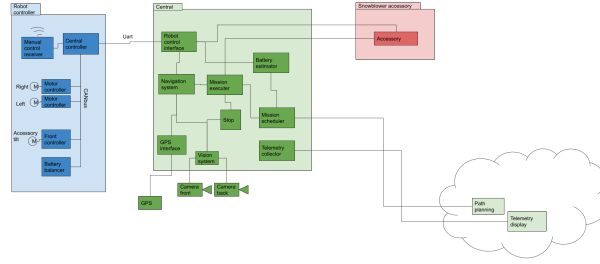 Robot
controller
Manual
control
receiver
Central
controller
CANbus
Right
M
Motor
controller
Left
M
Motor
controller
Accessory
tilt
M
Front
controller
Battery
balancer
Uart
Central
Robot
control
interface
Battery
estimator
Navigation
system
Mission
executer
Stop
Mission
scheduler
GPS
interface
Vision
system
Telemetry
collector
GPS
Camera
front
Camera
back
Snowblower accessory
Accessory
Path
planning
Telemetry
display